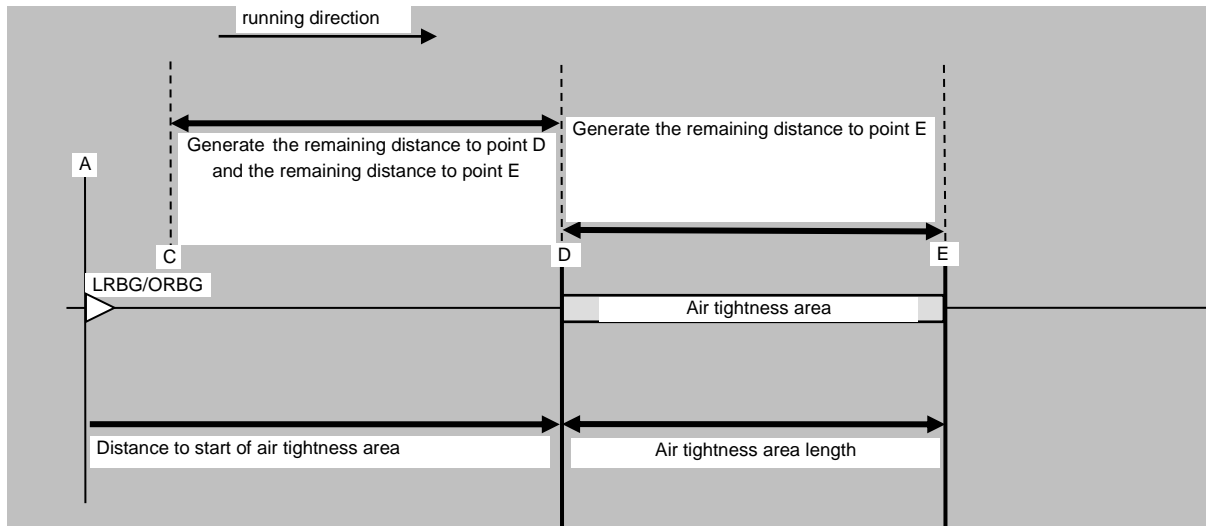 running direction
Generate the remaining distance to point D
and the remaining distance to point E
Generate the remaining distance to point E
A
C
D
E
LRBG/ORBG
Air tightness area
Distance to start of air tightness area
Air tightness area length